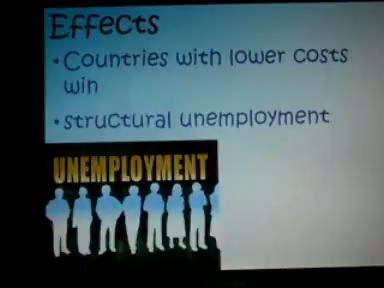 Effects
•Countries with lower costs
win
•structural unemployment
UNEMPLOYMENT